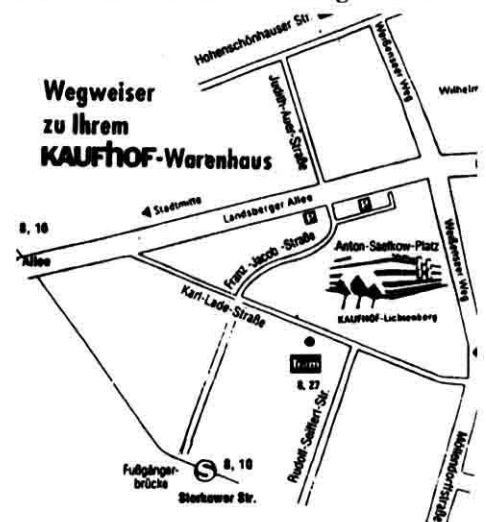 Hohenschönhauser Str.
Weißenseer Weg
Wegweiser
zu Ihrem
KAUFHOF-Warenhaus
Judith-Auer-Straße
Wilhelm
Stadtmitte
Landsberger Allee
P
P
8, 16
Allee
Franz-Jacob-Straße
Anton-Saefkow-Platz
Weißenseer Weg
Karl-Lade-Straße
KAUFHOF-Lichtenberg
Tram
8, 27
Rudolf-Seiffert-Str.
Möllendorffstraße
Fußgänger-
brücke
S 8, 10
Storkower Str.